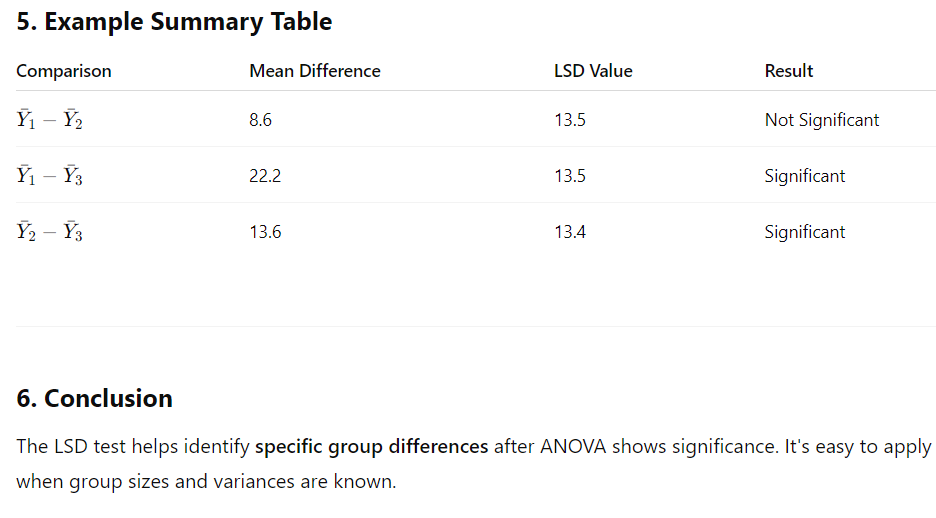 5. Example Summary Table
Comparison Mean Difference LSD Value Result
Ȳ₁ − Ȳ₂ 8.6 13.5 Not Significant
Ȳ₁ − Ȳ₃ 22.2 13.5 Significant
Ȳ₂ − Ȳ₃ 13.6 13.4 Significant
6. Conclusion
The LSD test helps identify specific group differences after ANOVA shows significance. It's easy to apply
when group sizes and variances are known.